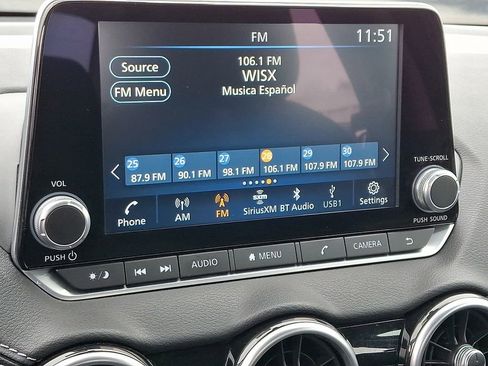 FM
11:51
Source
FM Menu
106.1 FM
WISX
Musica Español
25 26 27 28 29 30
87.9 FM 90.1 FM 98.1 FM 106.1 FM 107.9 FM 107.9 FM
Phone AM FM sxm SiriusXM BT Audio USB1 Settings
VOL
PUSH
TUNE·SCROLL
PUSH SOUND
AUDIO MENU CAMERA